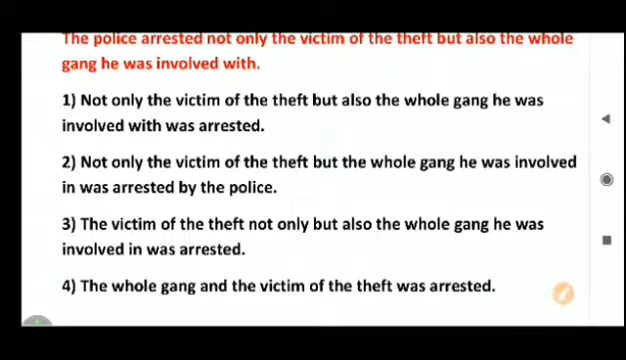 The police arrested not only the victim of the theft but also the whole
gang he was involved with.
1) Not only the victim of the theft but also the whole gang he was
involved with was arrested.
2) Not only the victim of the theft but the whole gang he was involved
in was arrested by the police.
3) The victim of the theft not only but also the whole gang he was
involved in was arrested.
4) The whole gang and the victim of the theft was arrested.